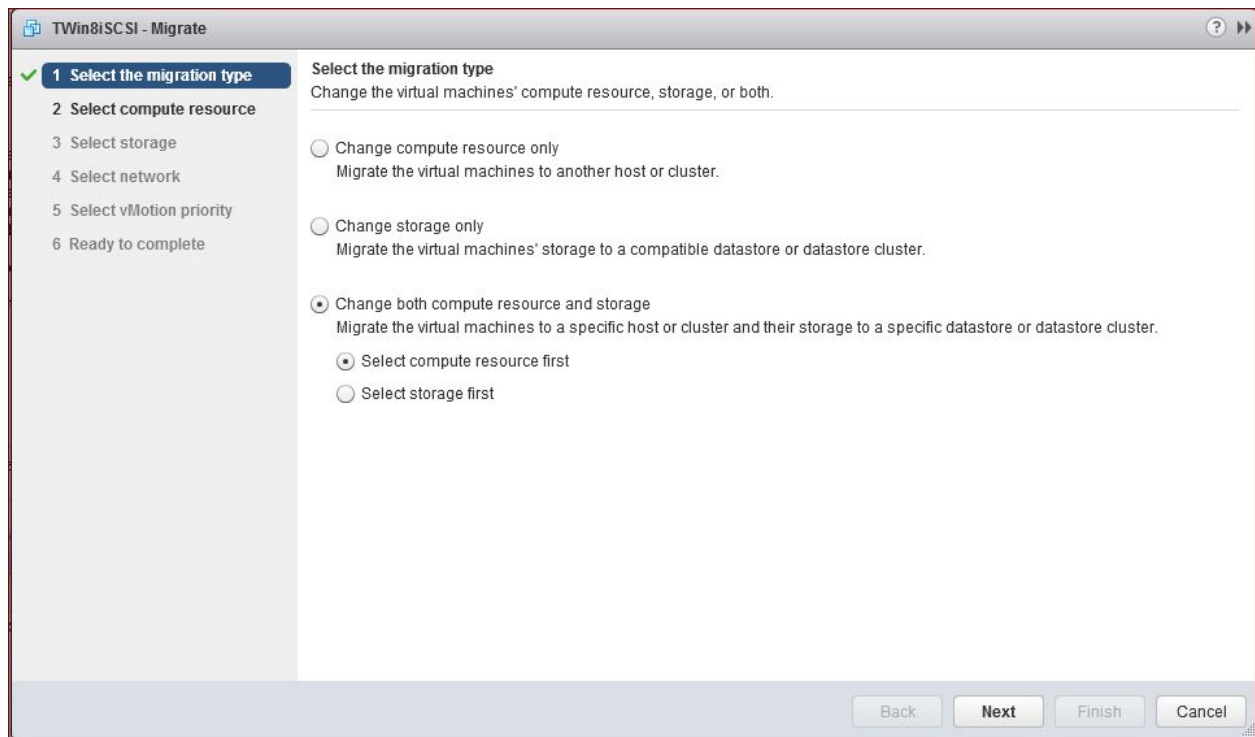 TWin8iSCSI - Migrate
1 Select the migration type
2 Select compute resource
3 Select storage
4 Select network
5 Select vMotion priority
6 Ready to complete
Select the migration type
Change the virtual machines' compute resource, storage, or both.
Change compute resource only
Migrate the virtual machines to another host or cluster.
Change storage only
Migrate the virtual machines' storage to a compatible datastore or datastore cluster.
Change both compute resource and storage
Migrate the virtual machines to a specific host or cluster and their storage to a specific datastore or datastore cluster.
Select compute resource first
Select storage first
Back Next Finish Cancel